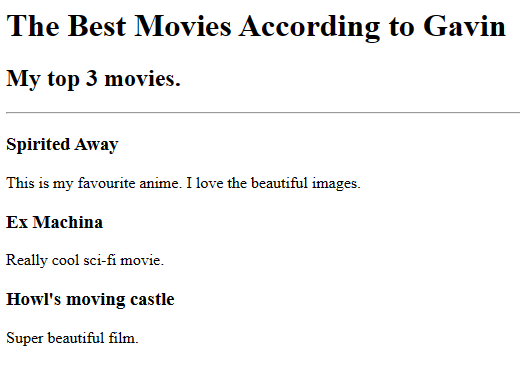 The Best Movies According to Gavin
My top 3 movies.
Spirited Away
This is my favourite anime. I love the beautiful images.
Ex Machina
Really cool sci-fi movie.
Howl's moving castle
Super beautiful film.